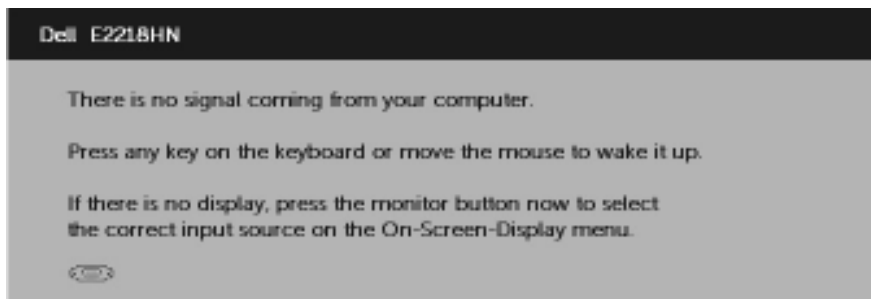 Dell E2218HN
There is no signal coming from your computer.
Press any key on the keyboard or move the mouse to wake it up.
If there is no display, press the monitor button now to select
the correct input source on the On-Screen-Display menu.